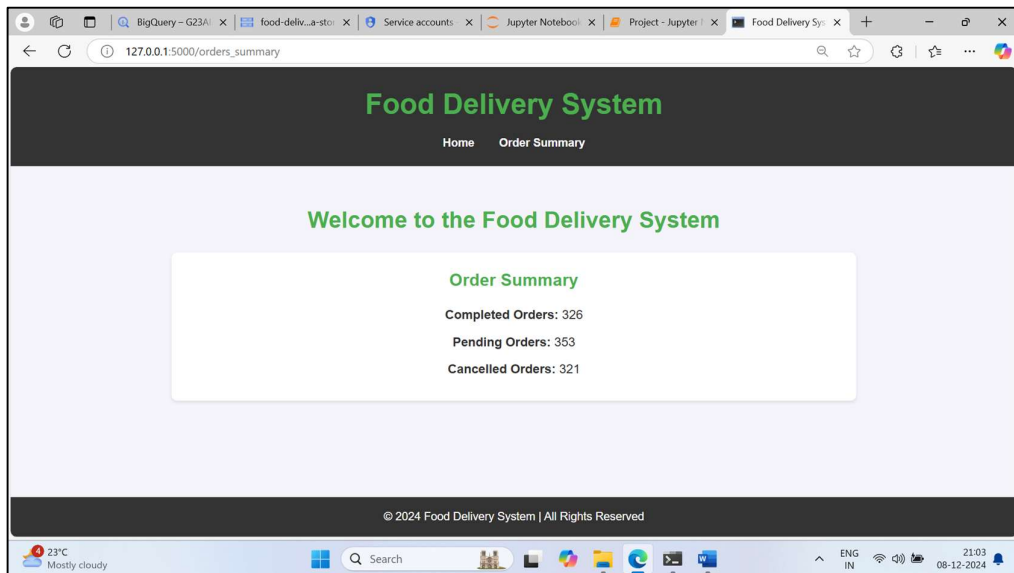 BigQuery – G23AI
food-deliv...a-stor
Service accounts -
Jupyter Notebook
Project - Jupyter
Food Delivery Sys
127.0.0.1:5000/orders_summary
Food Delivery System
Home Order Summary
Welcome to the Food Delivery System
Order Summary
Completed Orders: 326
Pending Orders: 353
Cancelled Orders: 321
© 2024 Food Delivery System | All Rights Reserved
4
23°C
Mostly cloudy
Search
ENG
IN
21:03
08-12-2024